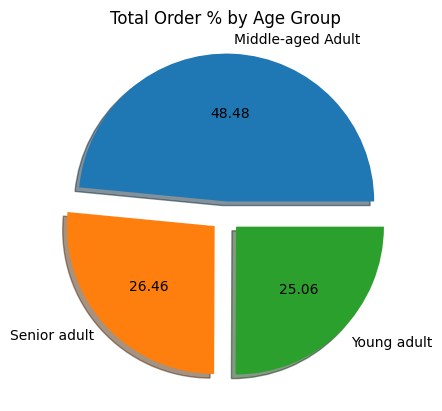 Total Order % by Age Group
Middle-aged Adult
48.48
26.46
25.06
Senior adult
Young adult